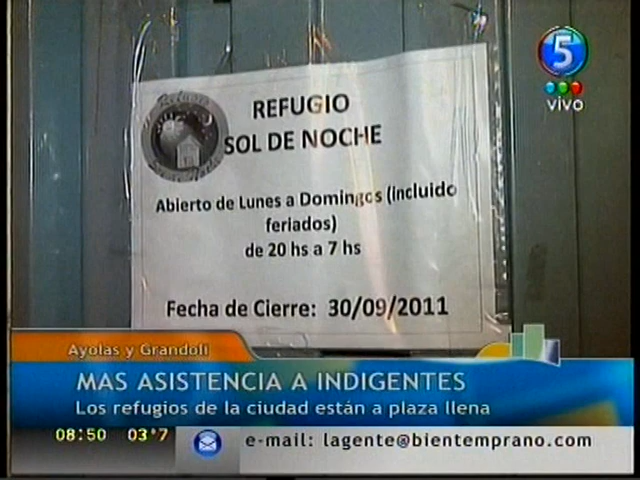 5
vivo
REFUGIO
SOL DE NOCHE
Abierto de Lunes a Domingos (incluido
feriados)
de 20 hs a 7 hs
Fecha de Cierre: 30/09/2011
Ayolas y Grandoli
MAS ASISTENCIA A INDIGENTES
Los refugios de la ciudad están a plaza llena
08:50 03°7 e-mail: lagente@bientemprano.com